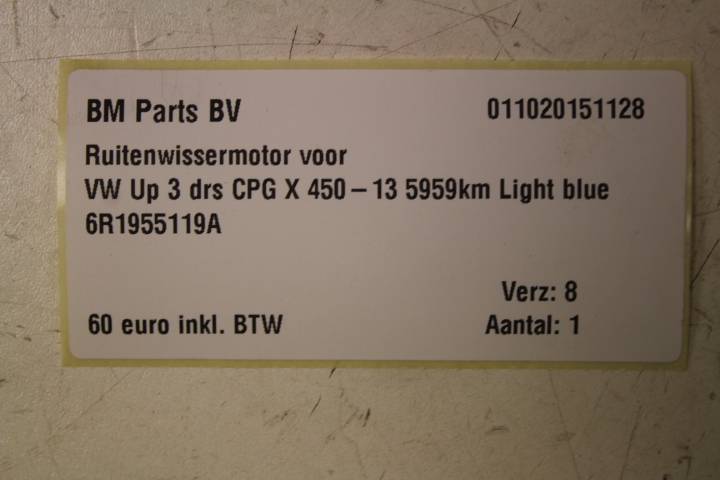 BM Parts BV 011020151128
Ruitenwissermotor voor
VW Up 3 drs CPG X 450 – 13 5959km Light blue
6R1955119A
Verz: 8
60 euro inkl. BTW Aantal: 1